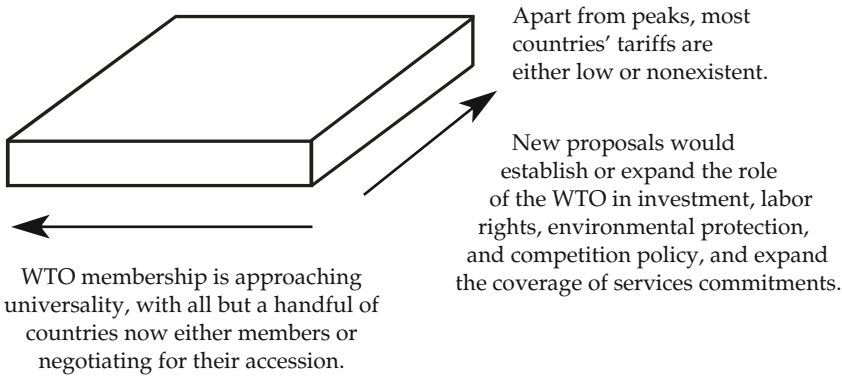 Apart from peaks, most
countries’ tariffs are
either low or nonexistent.
New proposals would
establish or expand the role
of the WTO in investment, labor
rights, environmental protection,
and competition policy, and expand
the coverage of services commitments.
WTO membership is approaching
universality, with all but a handful of
countries now either members or
negotiating for their accession.